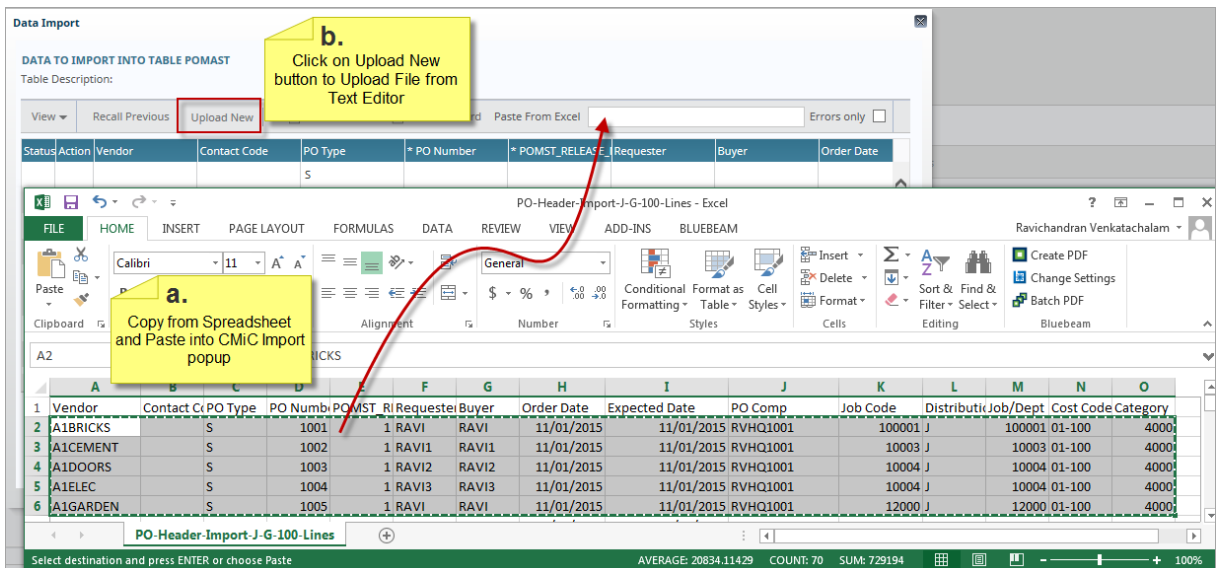 Data Import
b.
Click on Upload New
button to Upload File from
Text Editor
DATA TO IMPORT INTO TABLE POMAST
Table Description:
View Recall Previous Upload New Paste From Excel Errors only
Status Action Vendor Contact Code PO Type * PO Number * POMST_RELEASE_ Requester Buyer Order Date
S
PO-Header-Import-J-G-100-Lines - Excel
FILE HOME INSERT PAGE LAYOUT FORMULAS DATA REVIEW VIEW ADD-INS BLUEBEAM Ravichandran Venkatachalam
Paste
Calibri 11
General
Conditional Formatting
Format as Table
Cell Styles
Insert
Delete
Format
Sort & Filter
Find & Select
Create PDF
Change Settings
Batch PDF
Clipboard Alignment Number Styles Cells Editing Bluebeam
a.
Copy from Spreadsheet
and Paste into CMiC Import
popup
A2 RICKS
A B C D E F G H I J K L M N O
1 Vendor Contact Co PO Type PO Numb POMST_RE Requeste Buyer Order Date Expected Date PO Comp Job Code Distributio Job/Dept Cost Code Category
2 A1BRICKS S 1001 1 RAVI RAVI 11/01/2015 11/01/2015 RVHQ1001 100001 J 100001 01-100 4000
3 A1CEMENT S 1002 1 RAVI1 RAVI1 11/01/2015 11/01/2015 RVHQ1001 10003 J 10003 01-100 4000
4 A1DOORS S 1003 1 RAVI2 RAVI2 11/01/2015 11/01/2015 RVHQ1001 10004 J 10004 01-100 4000
5 A1ELEC S 1004 1 RAVI3 RAVI3 11/01/2015 11/01/2015 RVHQ1001 10004 J 10004 01-100 4000
6 A1GARDEN S 1005 1 RAVI RAVI 11/01/2015 11/01/2015 RVHQ1001 12000 J 12000 01-100 4000
PO-Header-Import-J-G-100-Lines
Select destination and press ENTER or choose Paste AVERAGE: 20834.11429 COUNT: 70 SUM: 729194 100%